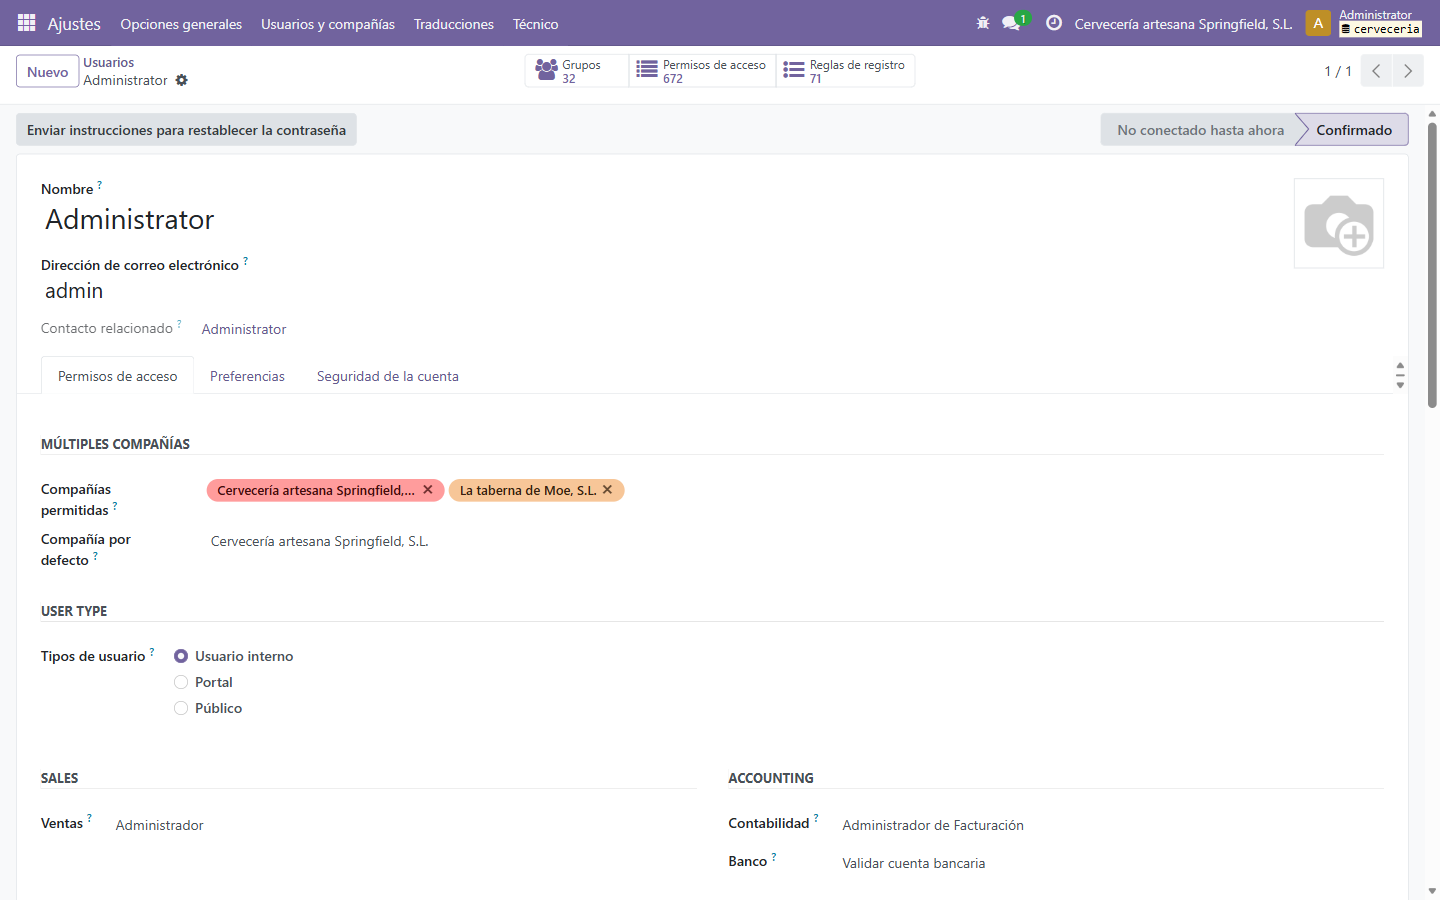 Ajustes Opciones generales Usuarios y compañías Traducciones Técnico 1 Cervecería artesana Springfield, S.L. A Administrator
cerveceria
Nuevo Usuarios
Administrator
Grupos
32
Permisos de acceso
672
Reglas de registro
71
1 / 1
Enviar instrucciones para restablecer la contraseña
No conectado hasta ahora Confirmado
Nombre ?
Administrator
Dirección de correo electrónico ?
admin
Contacto relacionado ? Administrator
Permisos de acceso Preferencias Seguridad de la cuenta
MÚLTIPLES COMPAÑÍAS
Compañías permitidas ? Cervecería artesana Springfield,... La taberna de Moe, S.L.
Compañía por defecto ? Cervecería artesana Springfield, S.L.
USER TYPE
Tipos de usuario ? Usuario interno
Portal
Público
SALES
Ventas ? Administrador
ACCOUNTING
Contabilidad ? Administrador de Facturación
Banco ? Validar cuenta bancaria